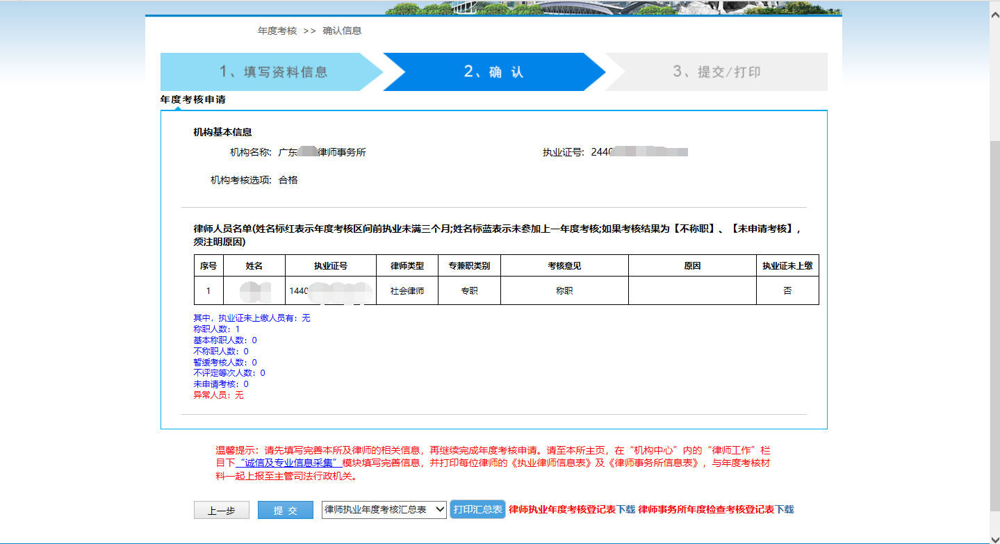 年度考核 >> 确认信息
1、填写资料信息
2、确 认
3、提交/打印
年度考核申请
机构基本信息
机构名称: 广东 律师事务所 执业证号: 2440
机构考核选项: 合格
律师人员名单(姓名标红表示年度考核区间前执业未满三个月;姓名标蓝表示未参加上一年度考核;如果考核结果为【不称职】、【未申请考核】,
须注明原因)
序号 姓名 执业证号 律师类型 专兼职类别 考核意见 原因 执业证未上缴
1 1440 社会律师 专职 称职 否
其中，执业证未上缴人员有：无
称职人数：1
基本称职人数：0
不称职人数：0
暂缓考核人数：0
不评定等次人数：0
未申请考核：0
异常人员：无
温馨提示：请先填写完善本所及律师的相关信息，再继续完成年度考核申请。请至本所主页，在“机构中心”内的“律师工作”栏
目下“诚信及专业信息采集”模块填写完善信息，并打印每位律师的《执业律师信息表》及《律师事务所信息表》，与年度考核材
料一起上报至主管司法行政机关。
上一步 提 交 律师执业年度考核汇总表 打印汇总表 律师执业年度考核登记表下载 律师事务所年度检查考核登记表下载